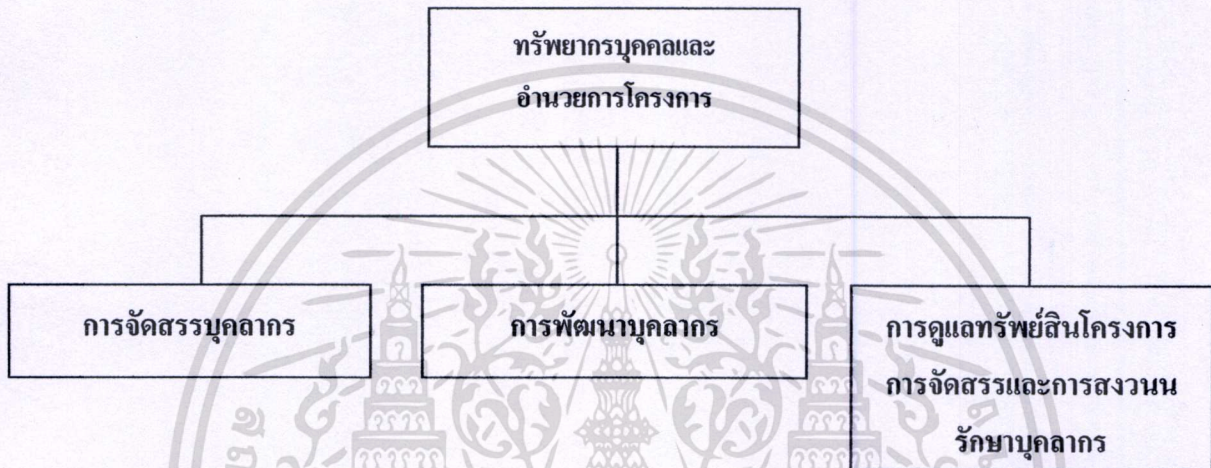 ทรัพยากรบุคคลและ
อำนวยการโครงการ
การจัดสรรบุคลากร
การพัฒนาบุคลากร
การดูแลทรัพย์สินโครงการ
การจัดสรรและการสงวนน
รักษาบุคลากร